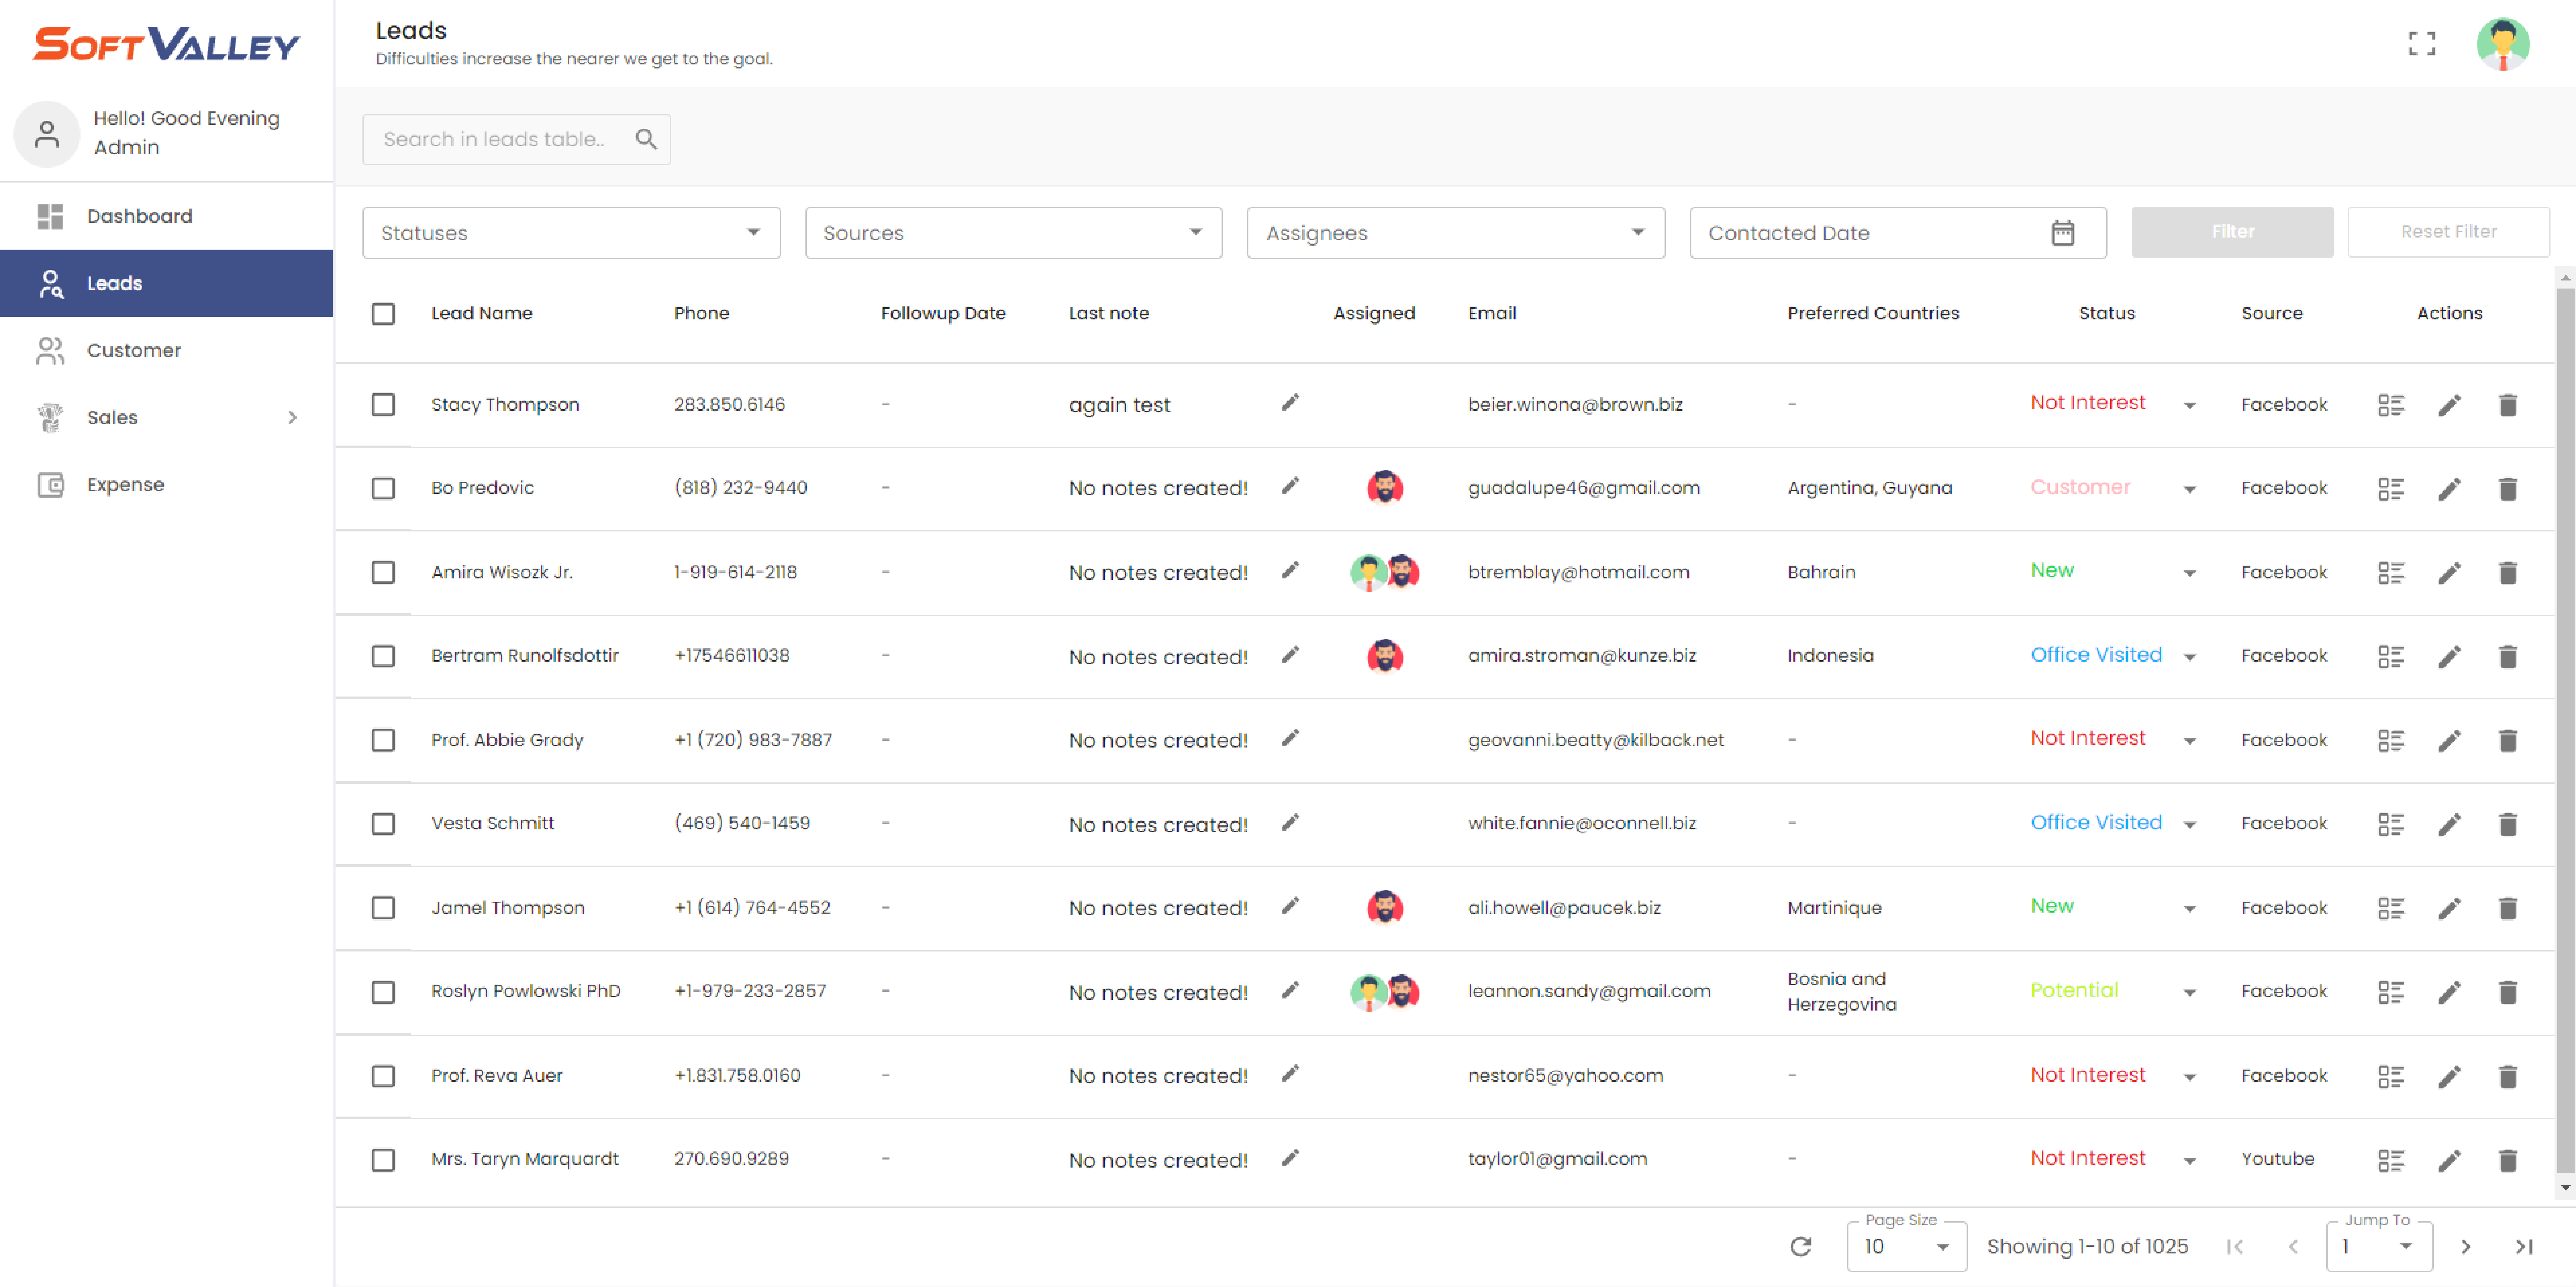 SOFT VALLEY
Hello! Good Evening
Admin
Dashboard
Leads
Customer
Sales
Expense
Leads
Difficulties increase the nearer we get to the goal.
Search in leads table..
Statuses Sources Assignees Contacted Date Filter Reset Filter
Lead Name Phone Followup Date Last note Assigned Email Preferred Countries Status Source Actions
Stacy Thompson 283.850.6146 - again test beier.winona@brown.biz - Not Interest Facebook
Bo Predovic (818) 232-9440 - No notes created! guadalupe46@gmail.com Argentina, Guyana Customer Facebook
Amira Wisozk Jr. 1-919-614-2118 - No notes created! btremblay@hotmail.com Bahrain New Facebook
Bertram Runolfsdottir +17546611038 - No notes created! amira.stroman@kunze.biz Indonesia Office Visited Facebook
Prof. Abbie Grady +1 (720) 983-7887 - No notes created! geovanni.beatty@kilback.net - Not Interest Facebook
Vesta Schmitt (469) 540-1459 - No notes created! white.fannie@oconnell.biz - Office Visited Facebook
Jamel Thompson +1 (614) 764-4552 - No notes created! ali.howell@paucek.biz Martinique New Facebook
Roslyn Powlowski PhD +1-979-233-2857 - No notes created! leannon.sandy@gmail.com Bosnia and
Herzegovina Potential Facebook
Prof. Reva Auer +1.831.758.0160 - No notes created! nestor65@yahoo.com - Not Interest Facebook
Mrs. Taryn Marquardt 270.690.9289 - No notes created! taylor01@gmail.com - Not Interest Youtube
Page Size
10
Showing 1-10 of 1025
Jump To
1